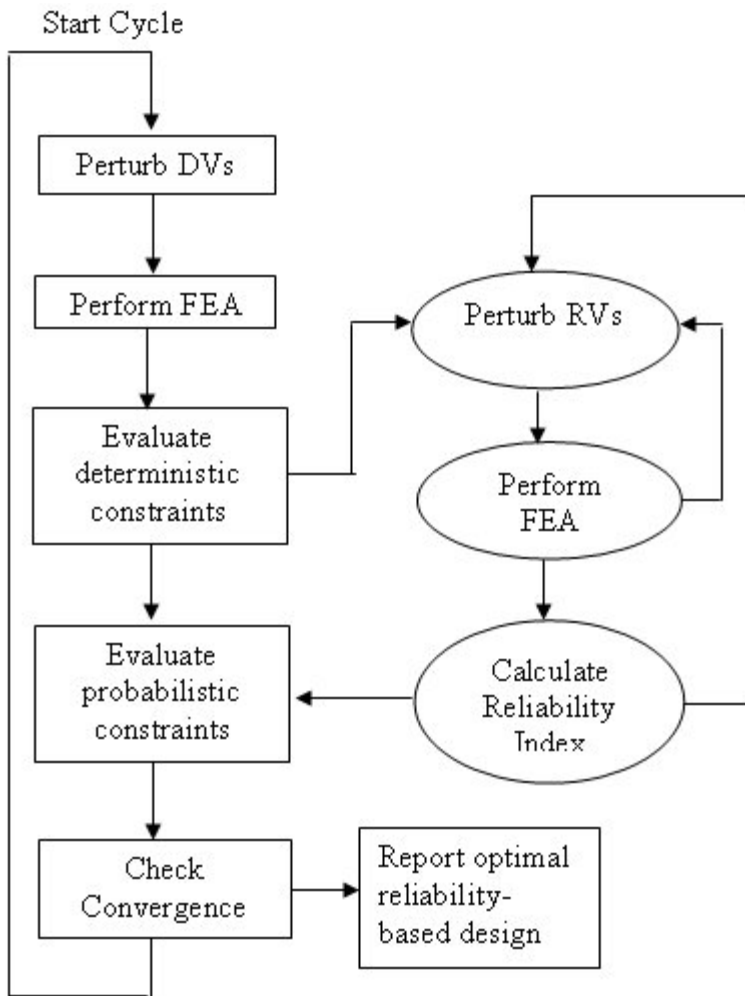 Start Cycle
Perturb DVs
Perform FEA
Evaluate
deterministic
constraints
Evaluate
probabilistic
constraints
Check
Convergence
Perturb RVs
Perform
FEA
Calculate
Reliability
Index
Report optimal
reliability-
based design